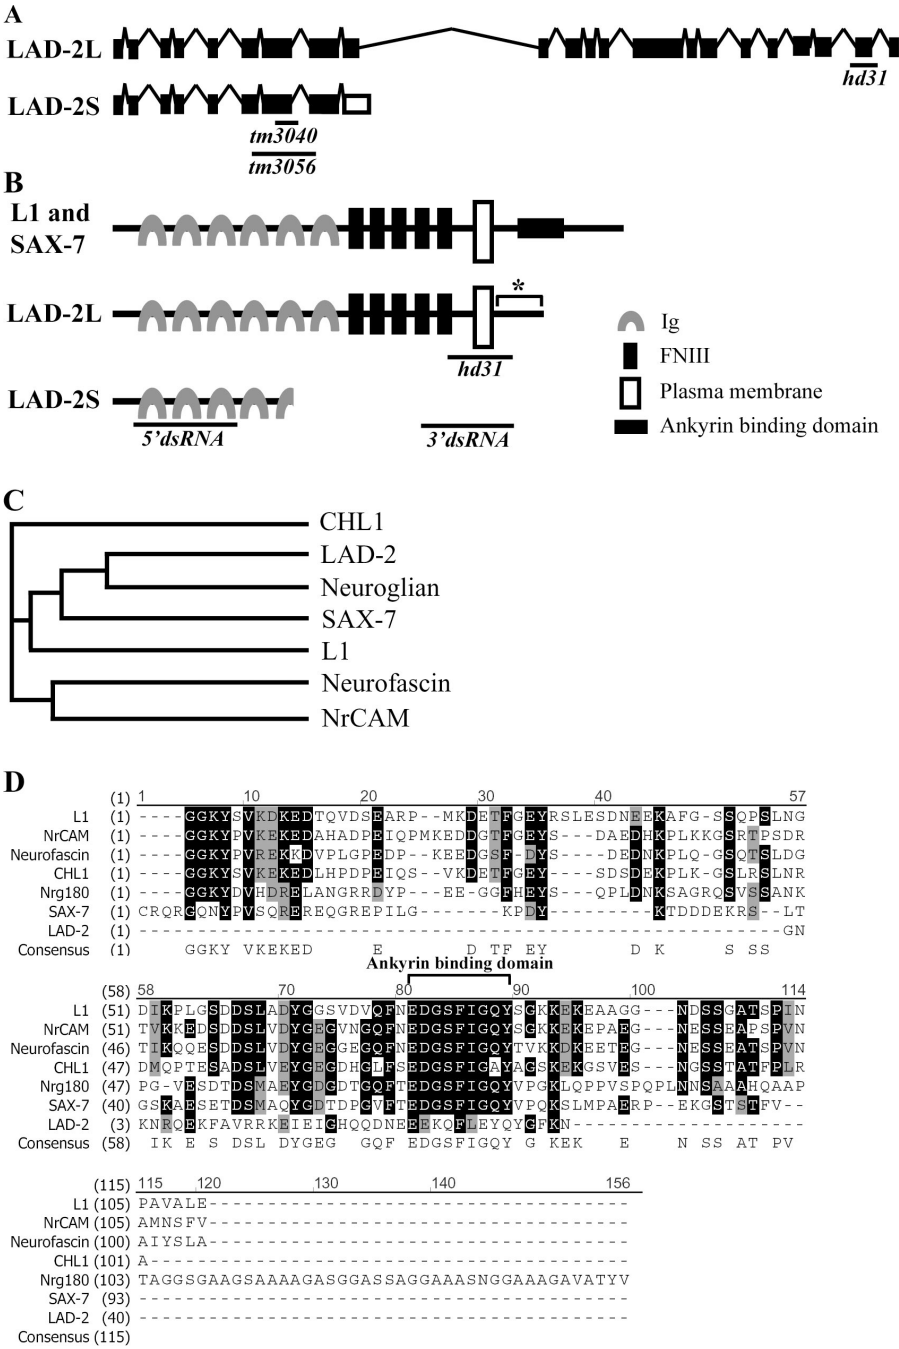 A
LAD-2L
hd31
LAD-2S
tm3040
tm3056
B
L1 and
SAX-7
LAD-2L
*
hd31
LAD-2S
5’dsRNA
3’dsRNA
Ig
FNIII
Plasma membrane
Ankyrin binding domain
C
CHL1
LAD-2
Neuroglian
SAX-7
L1
Neurofascin
NrCAM
D
(1) 1 10 20 30 40 57
L1 (1) ----GGKYSVKDKEDTQVDSEARP--MKDETFGEYRSLESDNEEKAFG-SSQPSLNG
NrCAM (1) ----GGKYPVKEKEDAHADPEIQPMKEDDGTFGEYS---DAEDHKPLKKGSRTPSDR
Neurofascin (1) ----GGKYPVREKKDVPLGPEDP--KEEDGSF-DYS----DEDNKPLQ-GSQTSLDG
CHL1 (1) ----GGKYSVKEKEDLHPDPEIQS--VKDETFGEYS----DSDEKPLK-GSLRSLNR
Nrg180 (1) ----GGKYDVHDRELANGRRDYP---EE-GGFHEYS---QPLDNKSAGRQSVSSANK
SAX-7 (1) CRQRGQNYPVSQREREQGREPILG-------KPDY---------KTDDDEKRS--LT
LAD-2 (1) -------------------------------------------------------GN
Consensus (1) GGKY VKEKED E D TF EY D K S SS
Ankyrin binding domain
(58) 58 70 80 90 100 114
L1 (51) DIKPLGSDDSLADYGGSVDVQFNEDGSFIGQYSGKKEKEAAGG---NDSSGATSPIN
NrCAM (51) TVKKEDSDDSLVDYGEGVNGQFNEDGSFIGQYSGKKEKEPAEG---NESSEAPSPVN
Neurofascin (46) TIKQQESDDSLVDYGEGGEGQFNEDGSFIGQYTVKKDKEETEG---NESSEATSPVN
CHL1 (47) DMQPTESADSLVEYGEGDHGLFSEDGSFIGAYAGSKEKGSVES---NESSTATFPLR
Nrg180 (47) PG-VESDTDSMAEYGDGDTGQFTEDGSFIGQYVPGKLQPPVSPQPLNNSAAAHQAAP
SAX-7 (40) GSKAESETDSMAQYGDTDPGVFTEDGSFIGQYVPQKSLMPAERP--EKGSTSTFV--
LAD-2 (3) KNRQEKFAVRRKEIEIGHQQDNEEEKQFLEYQYGFKN--------------------
Consensus (58) IK E S DSL DYGEG GQF EDGSFIGQY G KEK E N SS AT PV
(115) 115 120 130 140 156
L1 (105) PAVALE------------------------------------
NrCAM (105) AMNSFV------------------------------------
Neurofascin (100) AIYSLA------------------------------------
CHL1 (101) A-----------------------------------------
Nrg180 (103) TAGGSGAAGSAAAAGASGGASSAGGAAASNGGAAAGAVATYV
SAX-7 (93) ------------------------------------------
LAD-2 (40) ------------------------------------------
Consensus (115)